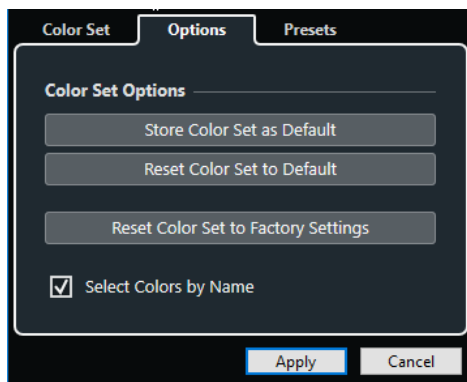 Color Set Options Presets
Color Set Options
Store Color Set as Default
Reset Color Set to Default
Reset Color Set to Factory Settings
Select Colors by Name
Apply Cancel